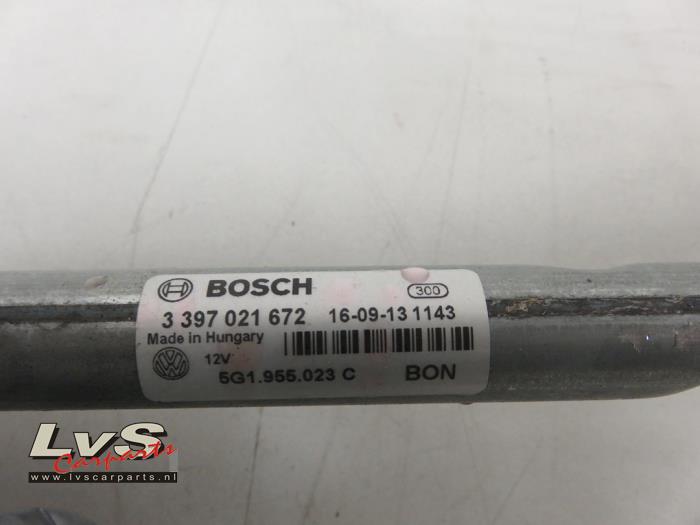 BOSCH 300
3 397 021 672 16-09-13 1143
Made in Hungary
12V
5G1.955.023 C BON
LvS
Carparts
www.lvscarparts.nl